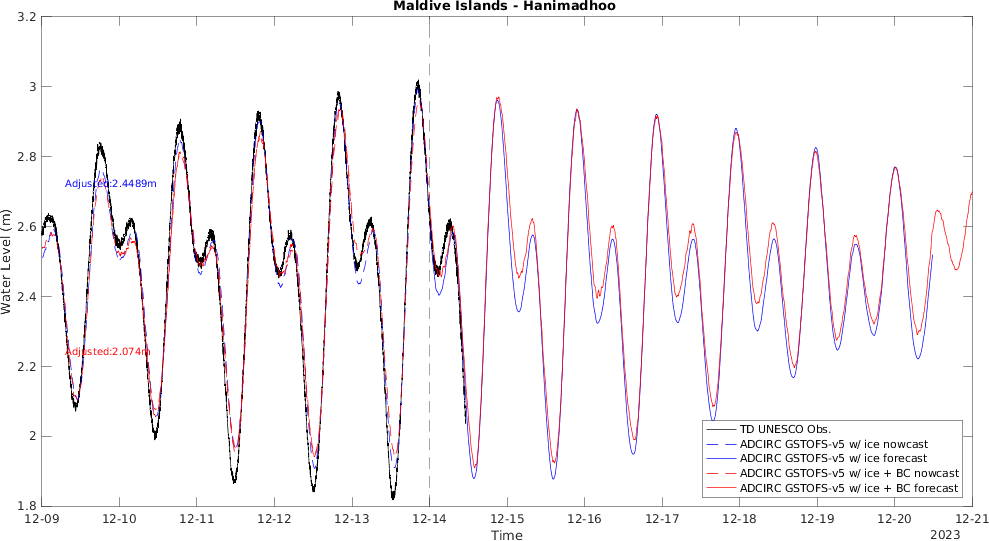 Maldive Islands - Hanimadhoo
3.2
3
2.8
2.6
2.4
2.2
2
1.8
Water Level (m)
Adjusted:2.4489m
Adjusted:2.074m
TD UNESCO Obs.
ADCIRC GSTOFS-v5 w/ ice nowcast
ADCIRC GSTOFS-v5 w/ ice forecast
ADCIRC GSTOFS-v5 w/ ice + BC nowcast
ADCIRC GSTOFS-v5 w/ ice + BC forecast
12-09 12-10 12-11 12-12 12-13 12-14 12-15 12-16 12-17 12-18 12-19 12-20 12-21
Time
2023